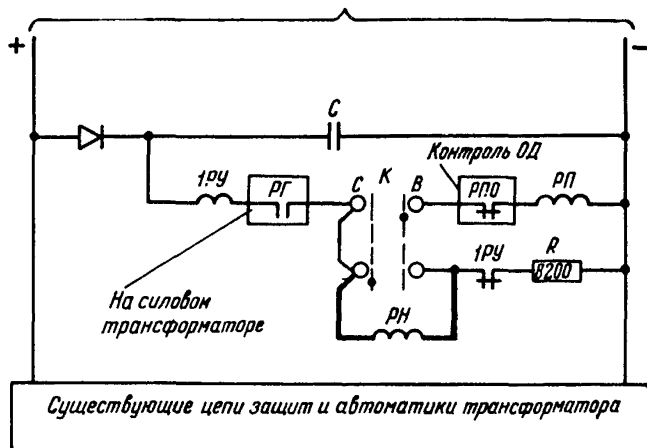 +
−
C
Контроль ОД
1РУ
РГ
С
К
В
РПО
РП
1РУ
R
8200
На силовом
трансформаторе
РН
Существующие цепи защит и автоматики трансформатора